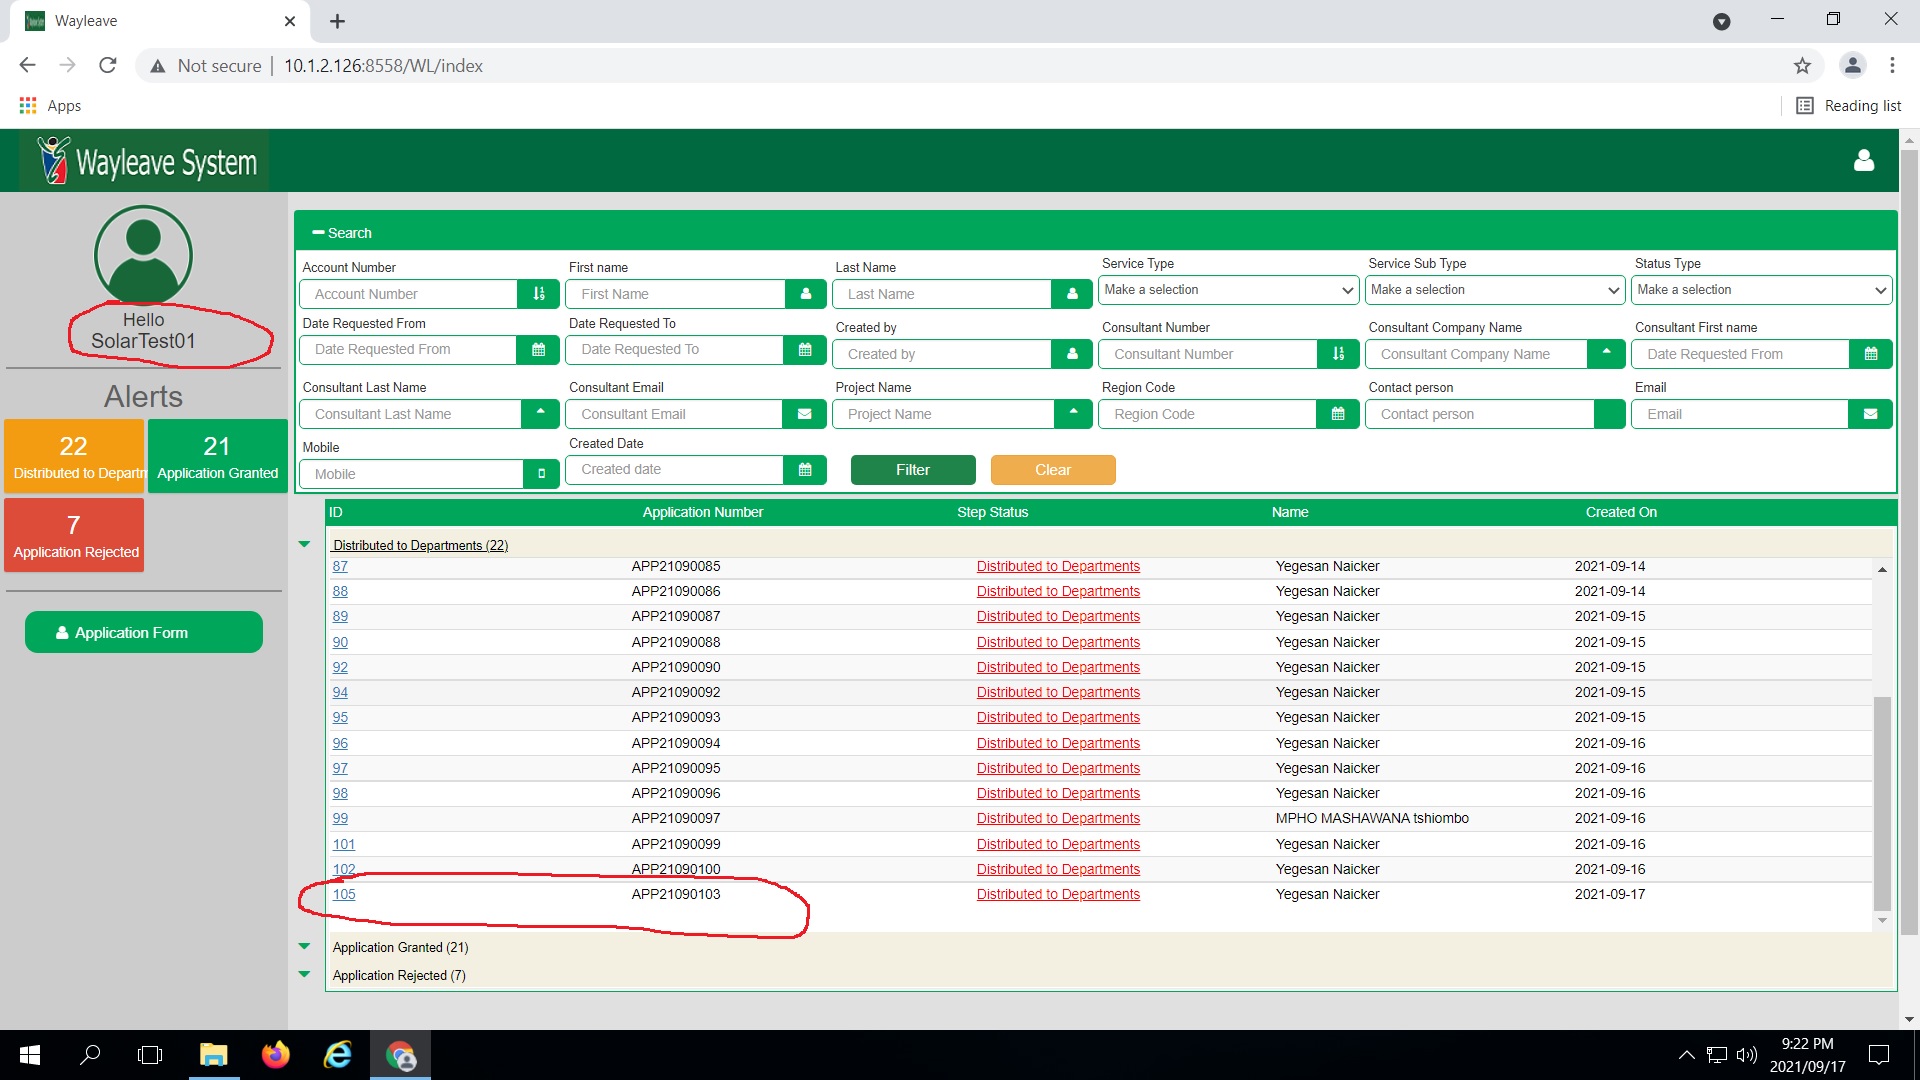 Wayleave
Not secure | 10.1.2.126:8558/WL/index
Apps
Reading list
Wayleave System
Hello
SolarTest01
Alerts
22
Distributed to Departm
21
Application Granted
7
Application Rejected
Application Form
Search
Account Number First name Last Name Service Type Service Sub Type Status Type
Account Number First Name Last Name Make a selection Make a selection Make a selection
Date Requested From Date Requested To Created by Consultant Number Consultant Company Name Consultant First name
Date Requested From Date Requested To Created by Consultant Number Consultant Company Name Date Requested From
Consultant Last Name Consultant Email Project Name Region Code Contact person Email
Consultant Last Name Consultant Email Project Name Region Code Contact person Email
Mobile Created Date
Mobile Created date Filter Clear
ID Application Number Step Status Name Created On
Distributed to Departments (22)
87 APP21090085 Distributed to Departments Yegesan Naicker 2021-09-14
88 APP21090086 Distributed to Departments Yegesan Naicker 2021-09-14
89 APP21090087 Distributed to Departments Yegesan Naicker 2021-09-15
90 APP21090088 Distributed to Departments Yegesan Naicker 2021-09-15
92 APP21090090 Distributed to Departments Yegesan Naicker 2021-09-15
94 APP21090092 Distributed to Departments Yegesan Naicker 2021-09-15
95 APP21090093 Distributed to Departments Yegesan Naicker 2021-09-15
96 APP21090094 Distributed to Departments Yegesan Naicker 2021-09-16
97 APP21090095 Distributed to Departments Yegesan Naicker 2021-09-16
98 APP21090096 Distributed to Departments Yegesan Naicker 2021-09-16
99 APP21090097 Distributed to Departments MPHO MASHAWANA tshiombo 2021-09-16
101 APP21090099 Distributed to Departments Yegesan Naicker 2021-09-16
102 APP21090100 Distributed to Departments Yegesan Naicker 2021-09-16
105 APP21090103 Distributed to Departments Yegesan Naicker 2021-09-17
Application Granted (21)
Application Rejected (7)
9:22 PM
2021/09/17